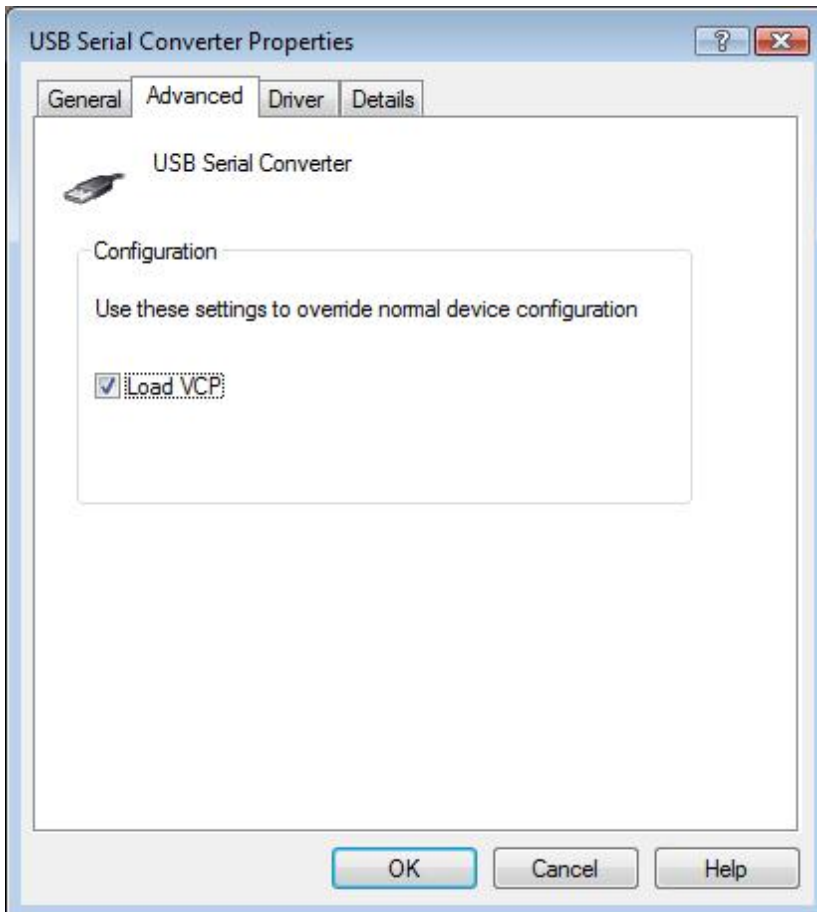 USB Serial Converter Properties
General Advanced Driver Details
USB Serial Converter
Configuration
Use these settings to override normal device configuration
Load VCP
OK Cancel Help